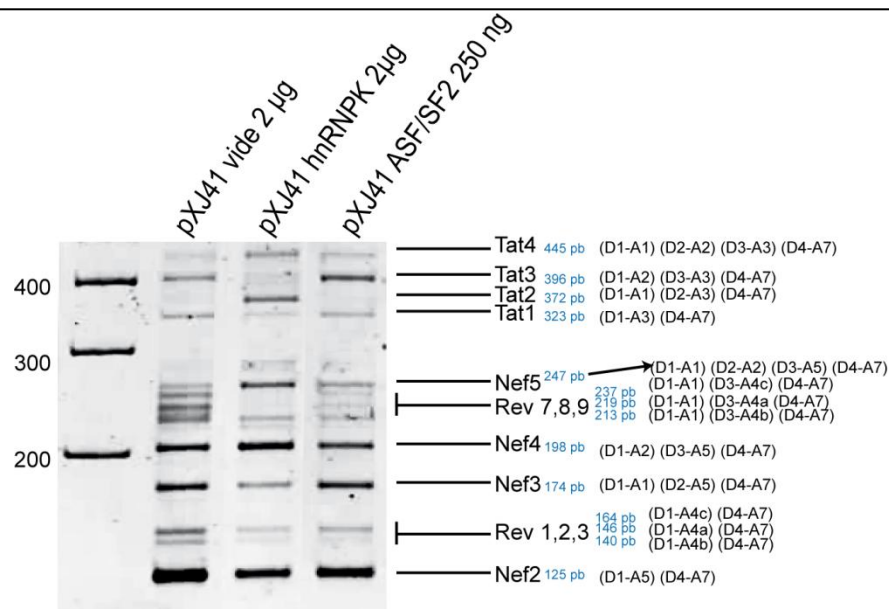 pXJ41 vide 2 µg
pXJ41 hnRNPK 2µg
pXJ41 ASF/SF2 250 ng
400
300
200
Tat4 445 pb (D1-A1) (D2-A2) (D3-A3) (D4-A7)
Tat3 396 pb (D1-A2) (D3-A3) (D4-A7)
Tat2 372 pb (D1-A1) (D2-A3) (D4-A7)
Tat1 323 pb (D1-A3) (D4-A7)
Nef5 247 pb (D1-A1) (D2-A2) (D3-A5) (D4-A7)
237 pb (D1-A1) (D3-A4c) (D4-A7)
Rev 7,8,9 219 pb (D1-A1) (D3-A4a) (D4-A7)
213 pb (D1-A1) (D3-A4b) (D4-A7)
Nef4 198 pb (D1-A2) (D3-A5) (D4-A7)
Nef3 174 pb (D1-A1) (D2-A5) (D4-A7)
164 pb (D1-A4c) (D4-A7)
Rev 1,2,3 146 pb (D1-A4a) (D4-A7)
140 pb (D1-A4b) (D4-A7)
Nef2 125 pb (D1-A5) (D4-A7)